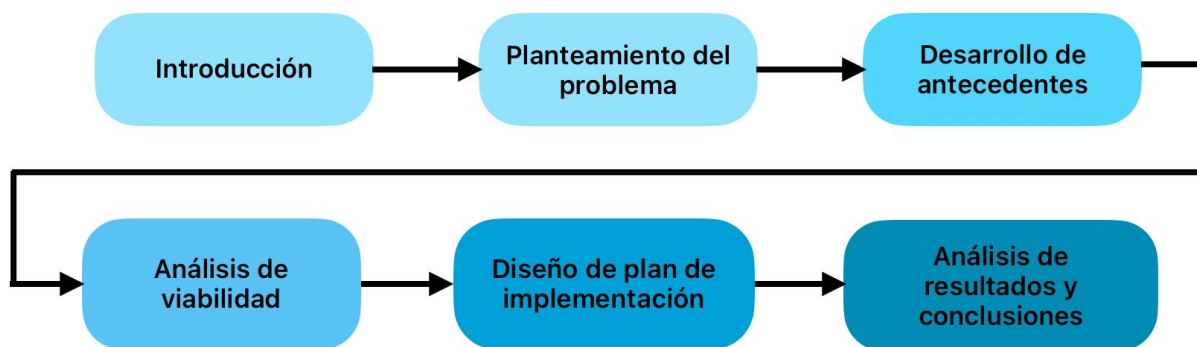 Introducción
Planteamiento del
problema
Desarrollo de
antecedentes
Análisis de
viabilidad
Diseño de plan de
implementación
Análisis de
resultados y
conclusiones